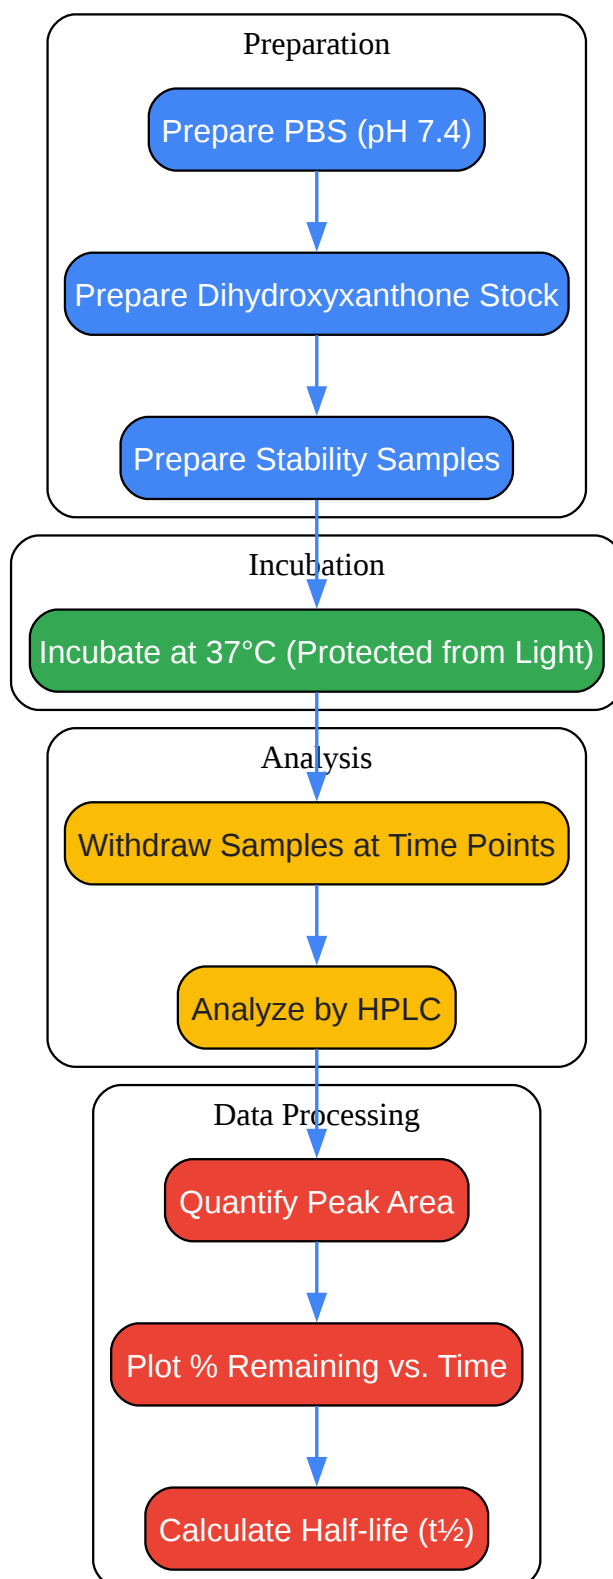 Preparation
Prepare PBS (pH 7.4)
Prepare Dihydroxyxanthone Stock
Prepare Stability Samples
Incubation
Incubate at 37°C (Protected from Light)
Analysis
Withdraw Samples at Time Points
Analyze by HPLC
Data Processing
Quantify Peak Area
Plot % Remaining vs. Time
Calculate Half-life (t½)